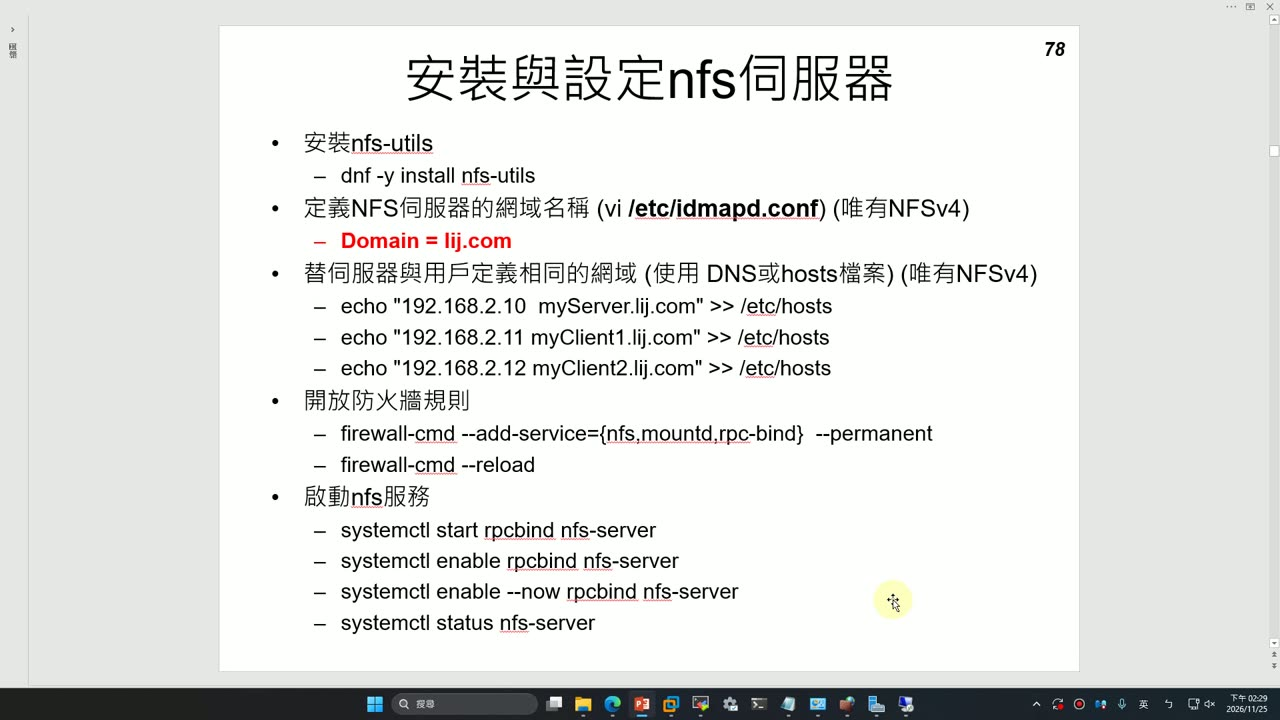 78
安裝與設定nfs伺服器
• 安裝nfs-utils
– dnf -y install nfs-utils
• 定義NFS伺服器的網域名稱 (vi /etc/idmapd.conf) (唯有NFSv4)
– Domain = lij.com
• 替伺服器與用戶定義相同的網域 (使用 DNS或hosts檔案) (唯有NFSv4)
– echo "192.168.2.10  myServer.lij.com" >> /etc/hosts
– echo "192.168.2.11 myClient1.lij.com" >> /etc/hosts
– echo "192.168.2.12 myClient2.lij.com" >> /etc/hosts
• 開放防火牆規則
– firewall-cmd --add-service={nfs,mountd,rpc-bind}  --permanent
– firewall-cmd --reload
• 啟動nfs服務
– systemctl start rpcbind nfs-server
– systemctl enable rpcbind nfs-server
– systemctl enable --now rpcbind nfs-server
– systemctl status nfs-server
搜尋
英
下午 02:29
2026/11/25